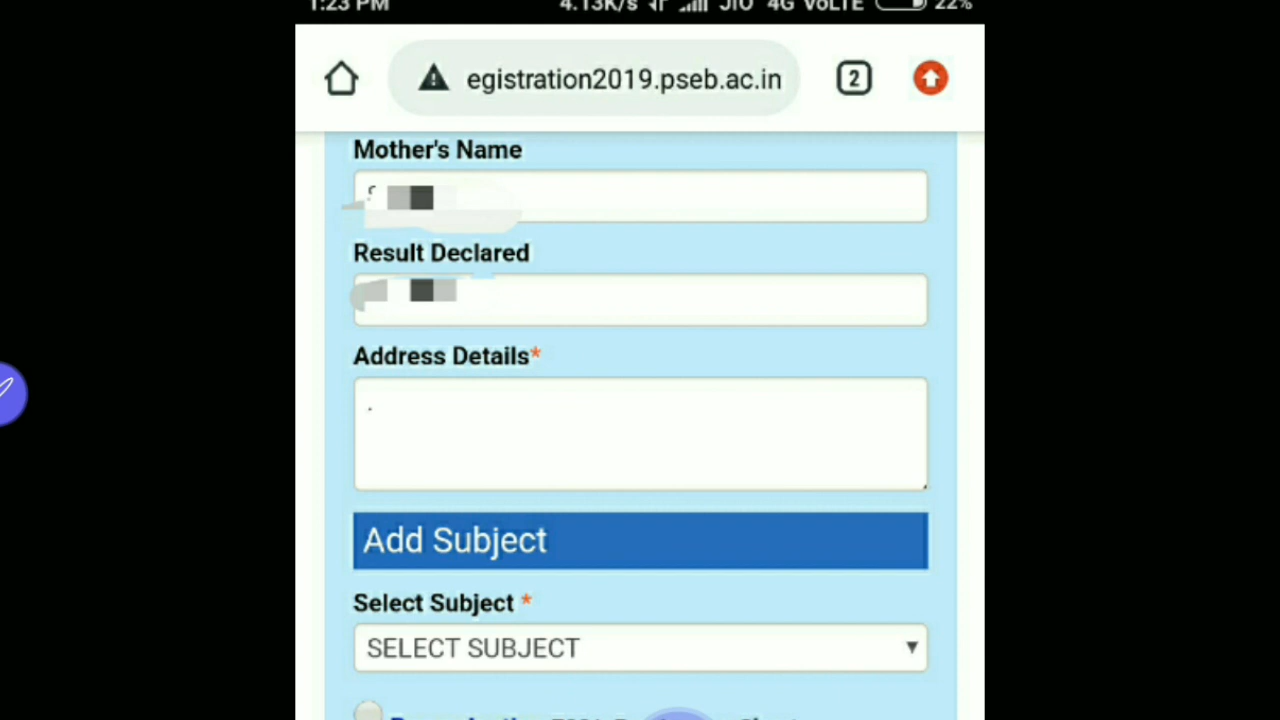 1:23 PM 4.13K/s JIO 4G VoLTE 22%
egistration2019.pseb.ac.in 2
Mother's Name
Result Declared
Address Details*
.
Add Subject
Select Subject *
SELECT SUBJECT